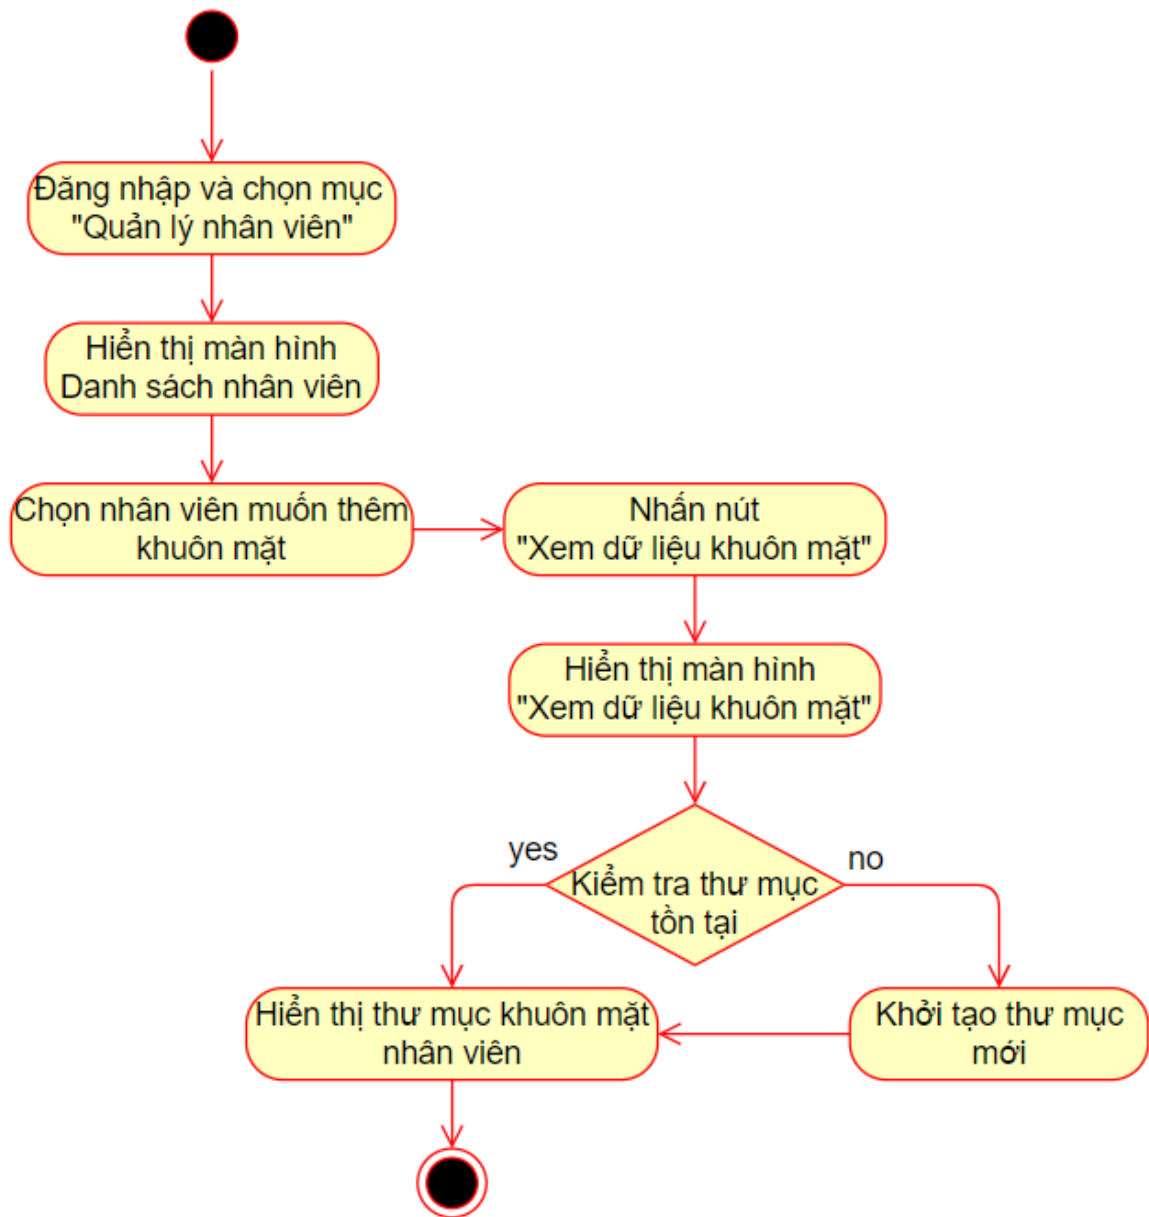 Đăng nhập và chọn mục
"Quản lý nhân viên"
Hiển thị màn hình
Danh sách nhân viên
Chọn nhân viên muốn thêm
khuôn mặt
Nhấn nút
"Xem dữ liệu khuôn mặt"
Hiển thị màn hình
"Xem dữ liệu khuôn mặt"
yes
no
Kiểm tra thư mục
tồn tại
Hiển thị thư mục khuôn mặt
nhân viên
Khởi tạo thư mục
mới